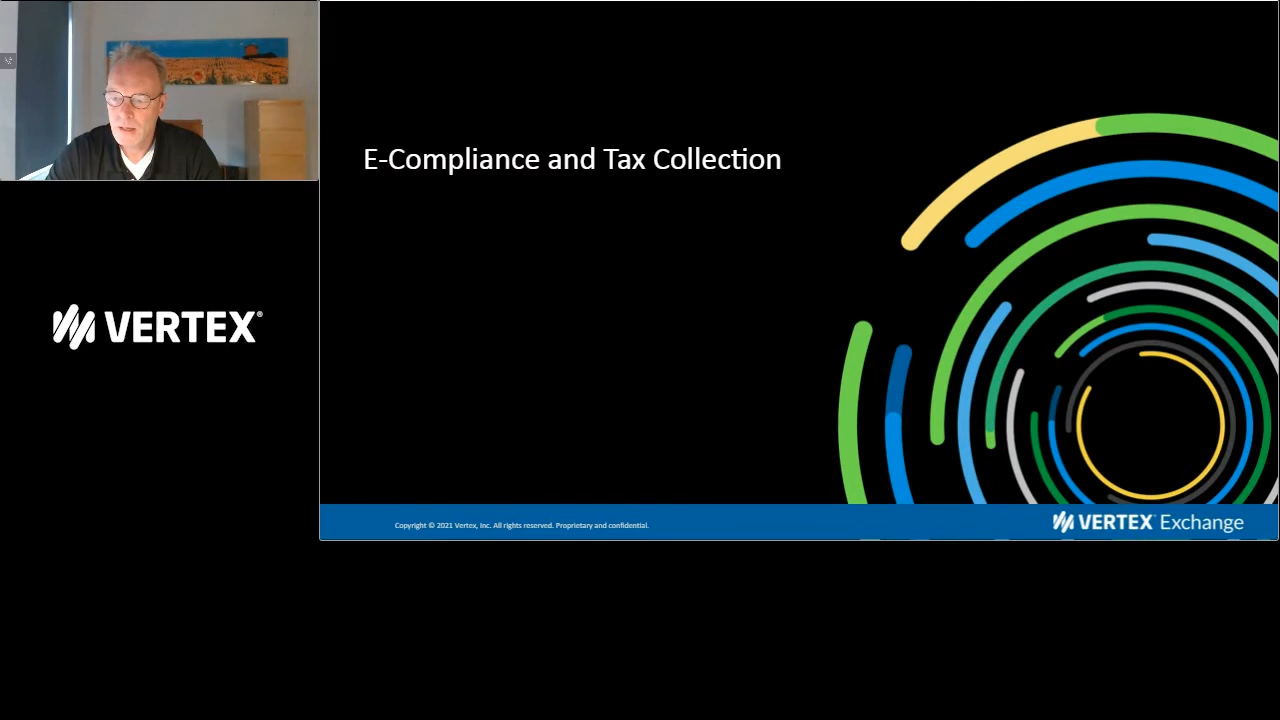 E-Compliance and Tax Collection
VERTEX®
Copyright © 2021 Vertex, Inc. All rights reserved. Proprietary and confidential.
VERTEX Exchange